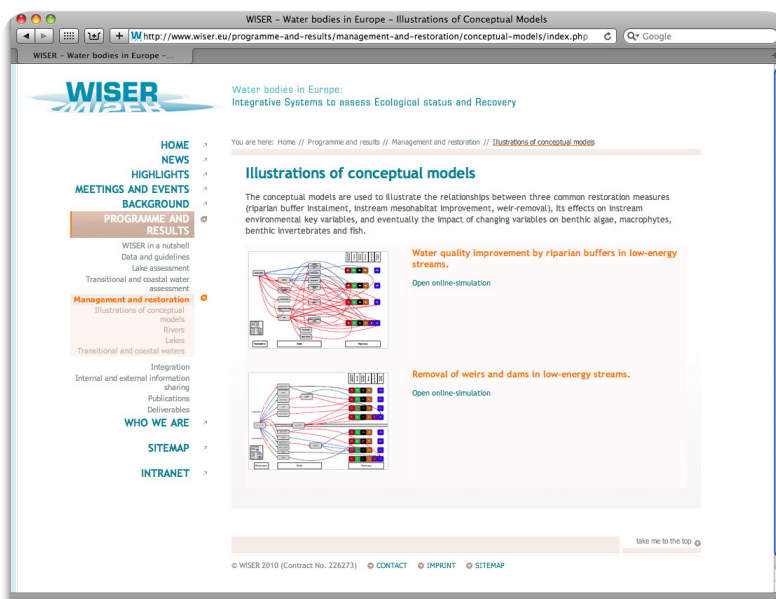 WISER – Water bodies in Europe – Illustrations of Conceptual Models
http://www.wiser.eu/programme-and-results/management-and-restoration/conceptual-models/index.php
Google
WISER – Water bodies in Europe –...
WISER
Water bodies in Europe:
Integrative Systems to assess Ecological status and Recovery
HOME
NEWS
HIGHLIGHTS
MEETINGS AND EVENTS
BACKGROUND
PROGRAMME AND
RESULTS
WISER in a nutshell
Data and guidelines
Lake assessment
Transitional and coastal water
assessment
Management and restoration
Illustrations of conceptual
models
Rivers
Lakes
Transitional and coastal waters
Integration
Internal and external information
sharing
Publications
Deliverables
WHO WE ARE
SITEMAP
INTRANET
You are here: Home // Programme and results // Management and restoration // Illustrations of conceptual models
Illustrations of conceptual models
The conceptual models are used to illustrate the relationships between three common restoration measures
(riparian buffer instalment, instream mesohabitat improvement, weir-removal), its effects on instream
environmental key variables, and eventually the impact of changing variables on benthic algae, macrophytes,
benthic invertebrates and fish.
Water quality improvement by riparian buffers in low-energy
streams.
Open online-simulation
Removal of weirs and dams in low-energy streams.
Open online-simulation
take me to the top
© WISER 2010 (Contract No. 226273) CONTACT IMPRINT SITEMAP